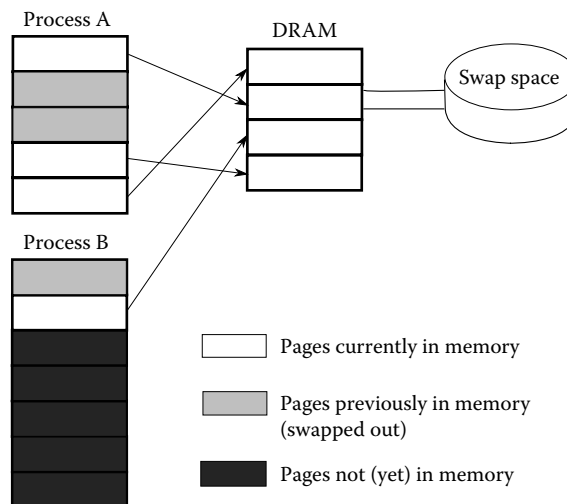 Process A
DRAM
Swap space
Process B
Pages currently in memory
Pages previously in memory
(swapped out)
Pages not (yet) in memory